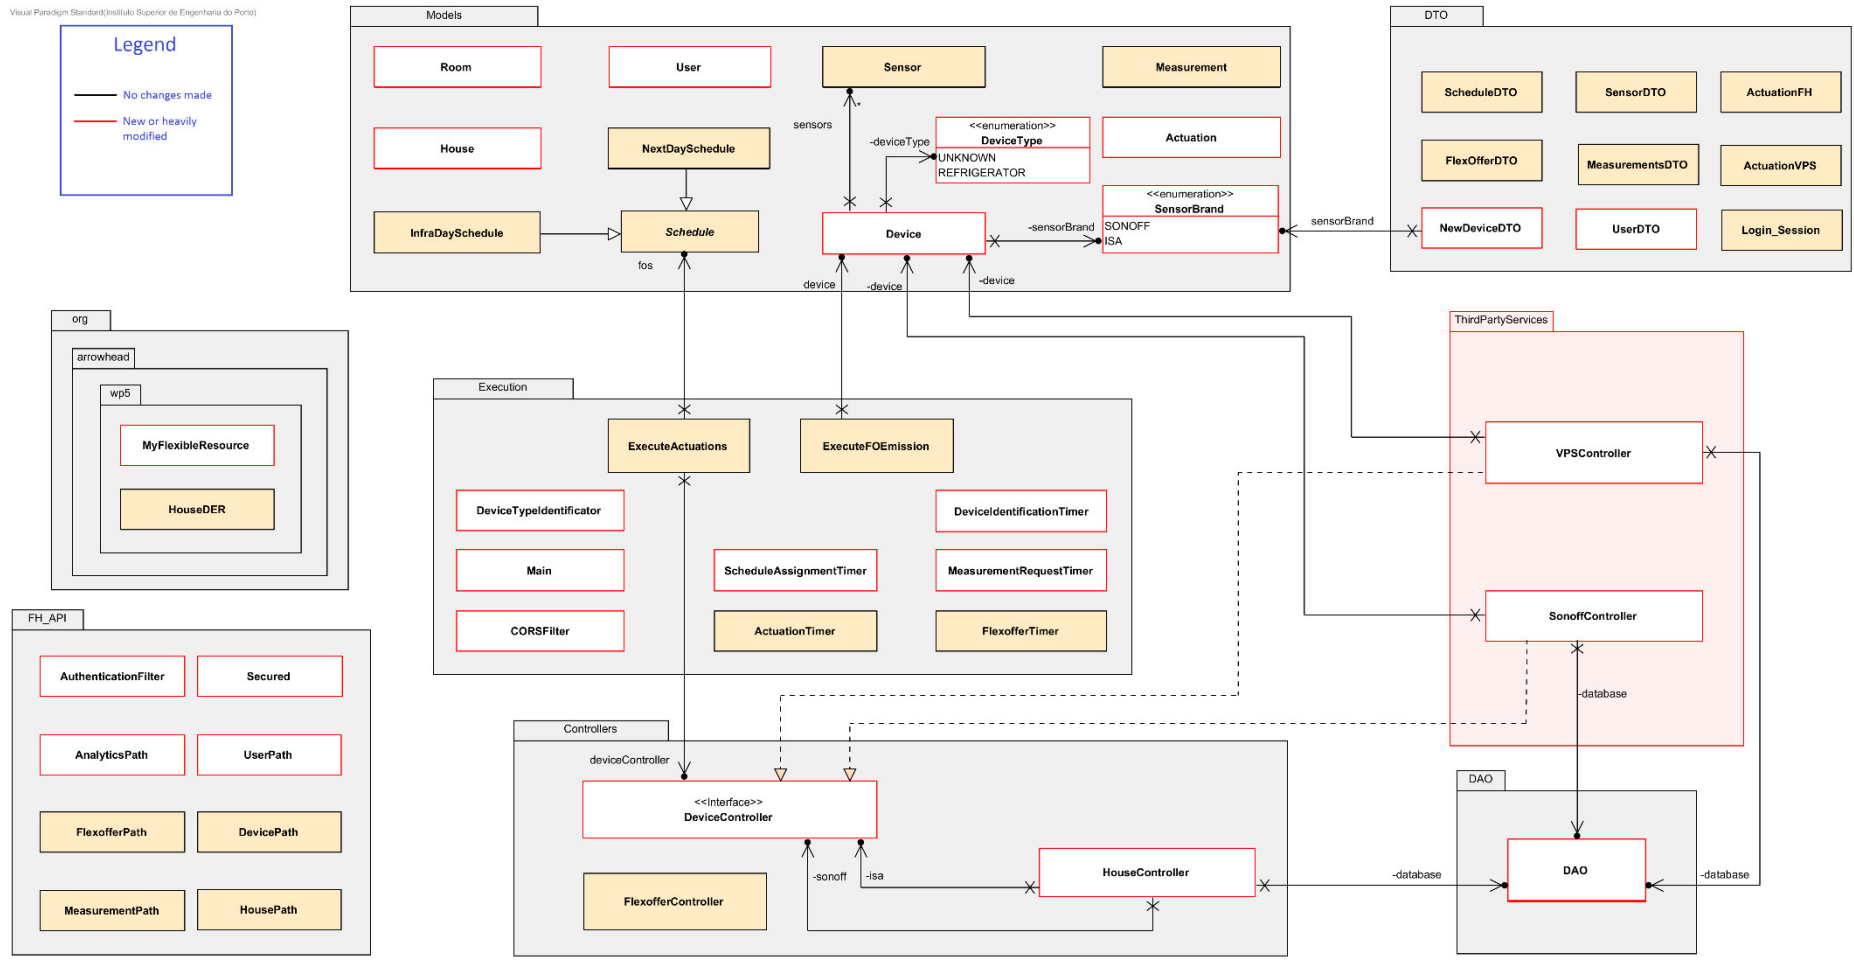 Visual Paradigm Standard(Instituto Superior de Engenharia do Porto)
Legend
No changes made
New or heavily
modified
Models
Room
User
Sensor
Measurement
sensors
*
House
NextDaySchedule
-deviceType
<<enumeration>>
DeviceType
UNKNOWN
REFRIGERATOR
Actuation
InfraDaySchedule
Schedule
Device
-sensorBrand
<<enumeration>>
SensorBrand
SONOFF
ISA
fos
device
-device
-device
DTO
ScheduleDTO
SensorDTO
ActuationFH
FlexOfferDTO
MeasurementsDTO
ActuationVPS
sensorBrand
NewDeviceDTO
UserDTO
Login_Session
org
arrowhead
wp5
MyFlexibleResource
HouseDER
Execution
ExecuteActuations
ExecuteFOEmission
DeviceTypeIdentificator
DeviceIdentificationTimer
Main
ScheduleAssignmentTimer
MeasurementRequestTimer
CORSFilter
ActuationTimer
FlexofferTimer
ThirdPartyServices
VPSController
SonoffController
-database
FH_API
AuthenticationFilter
Secured
AnalyticsPath
UserPath
FlexofferPath
DevicePath
MeasurementPath
HousePath
Controllers
deviceController
<<Interface>>
DeviceController
-sonoff
-isa
HouseController
FlexofferController
-database
DAO
DAO
-database